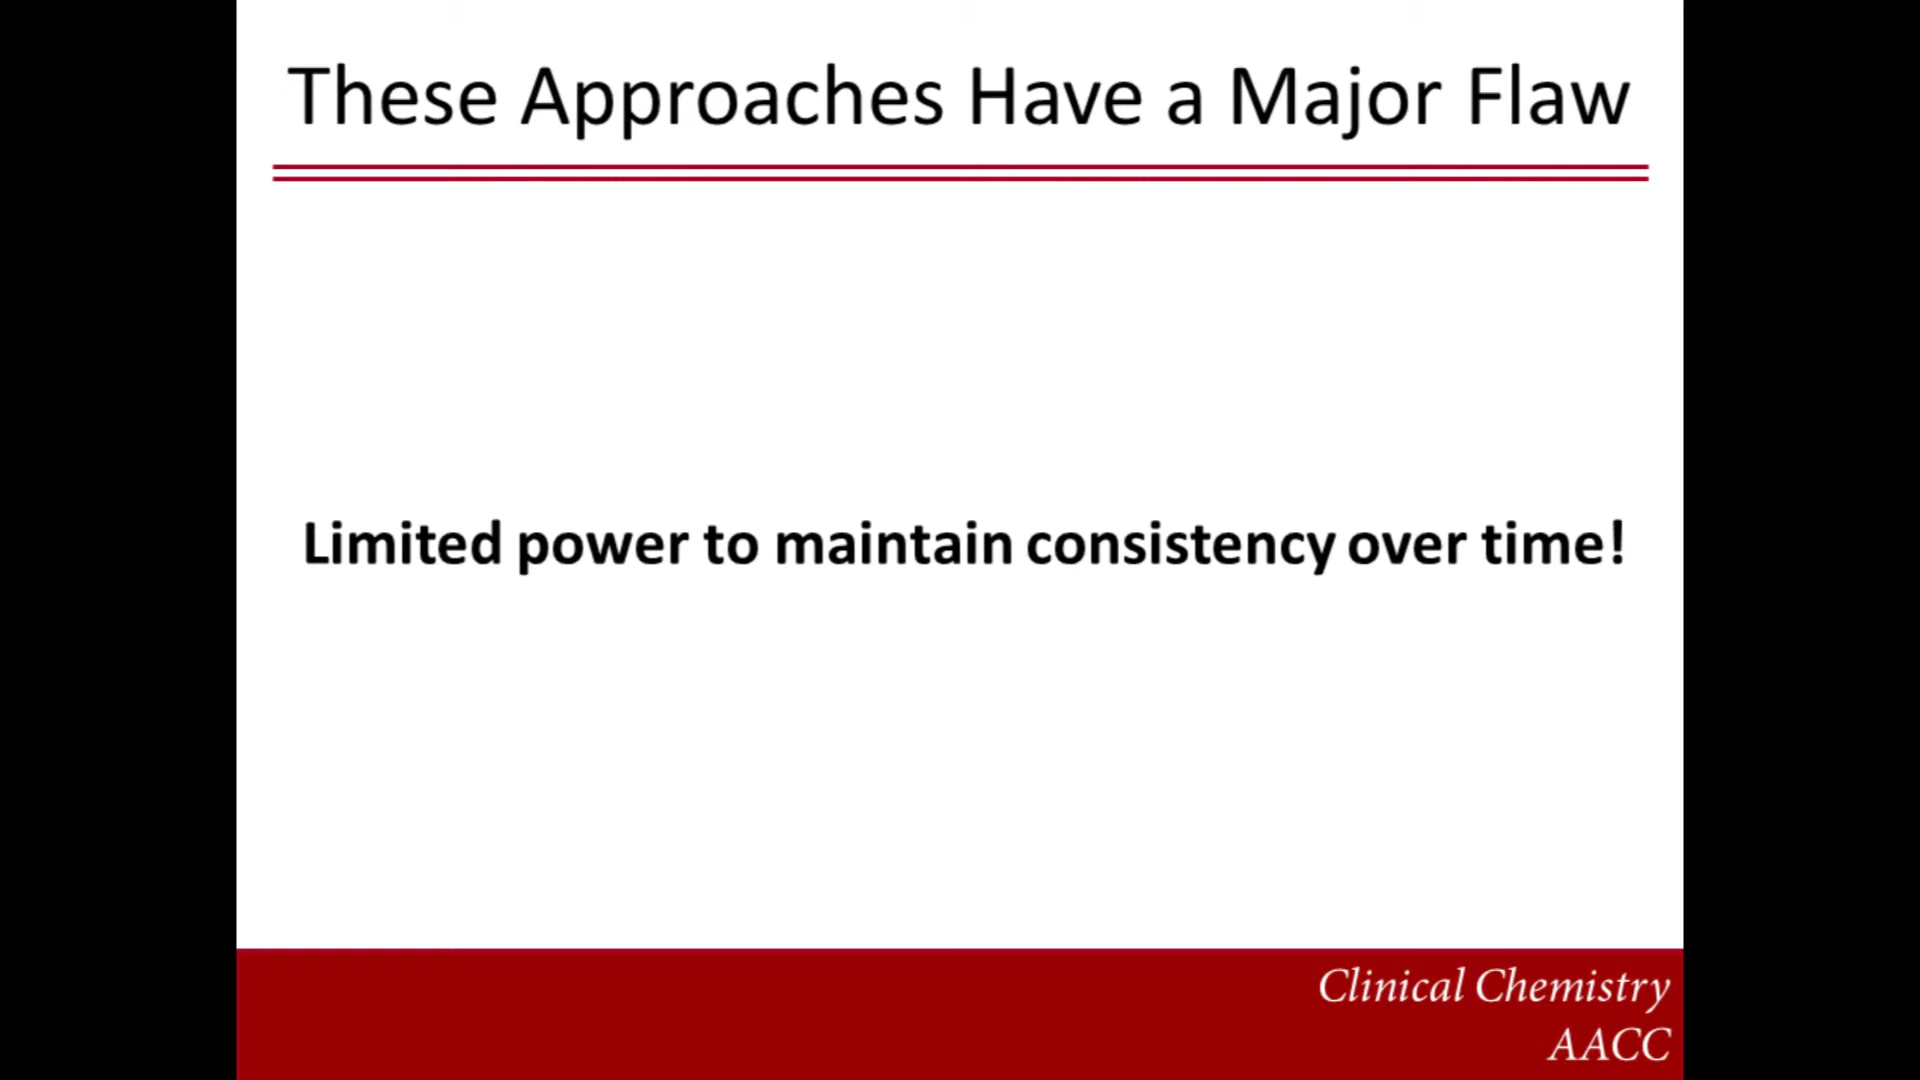 These Approaches Have a Major Flaw
Limited power to maintain consistency over time!
Clinical Chemistry
AACC